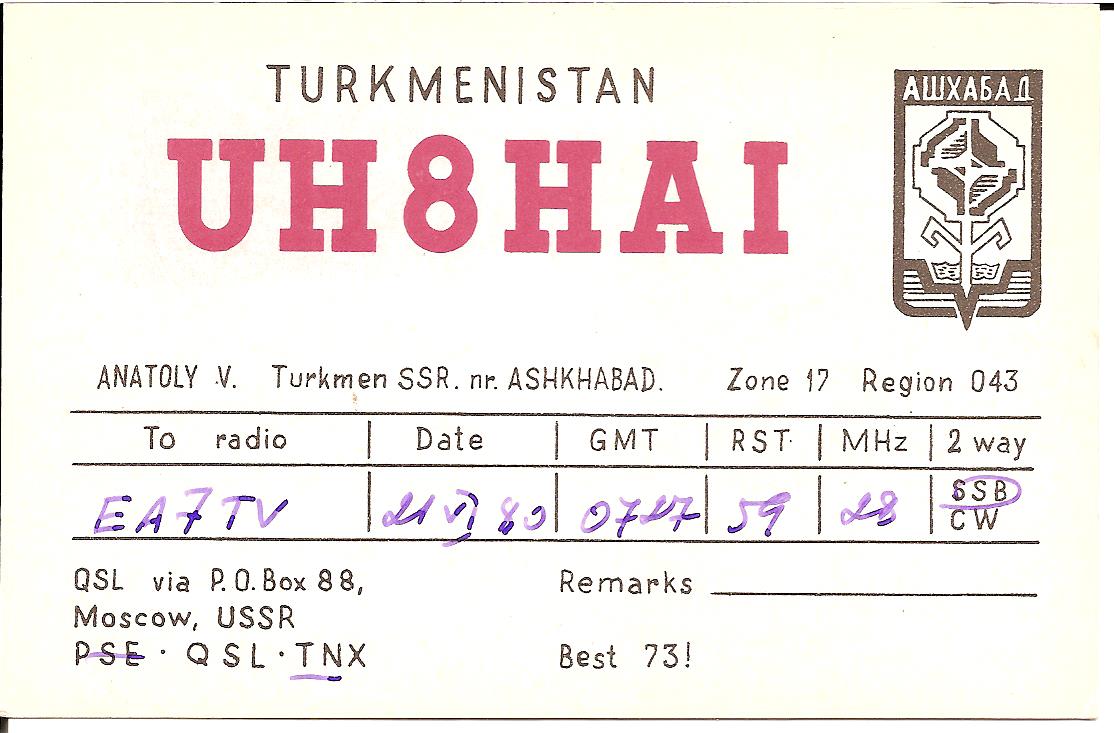 TURKMENISTAN
АШХАБАД
UH8HAI
ANATOLY V. Turkmen SSR. nr. ASHKHABAD. Zone 17 Region 043
To radio | Date | GMT | RST | MHz | 2 way
EA7TV | 21 VI 80 | 0727 | 59 | 28 | SSB
CW
QSL via P.O.Box 88,
Remarks
Moscow, USSR
PSE · QSL · TNX
Best 73!